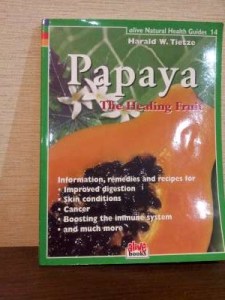 alive Natural Health Guides 14
Harald W. Tietze
Papaya
The Healing Fruit
Information, remedies and recipes for
• Improved digestion
• Skin conditions
• Cancer
• Boosting the immune system
• and much more
alive
books